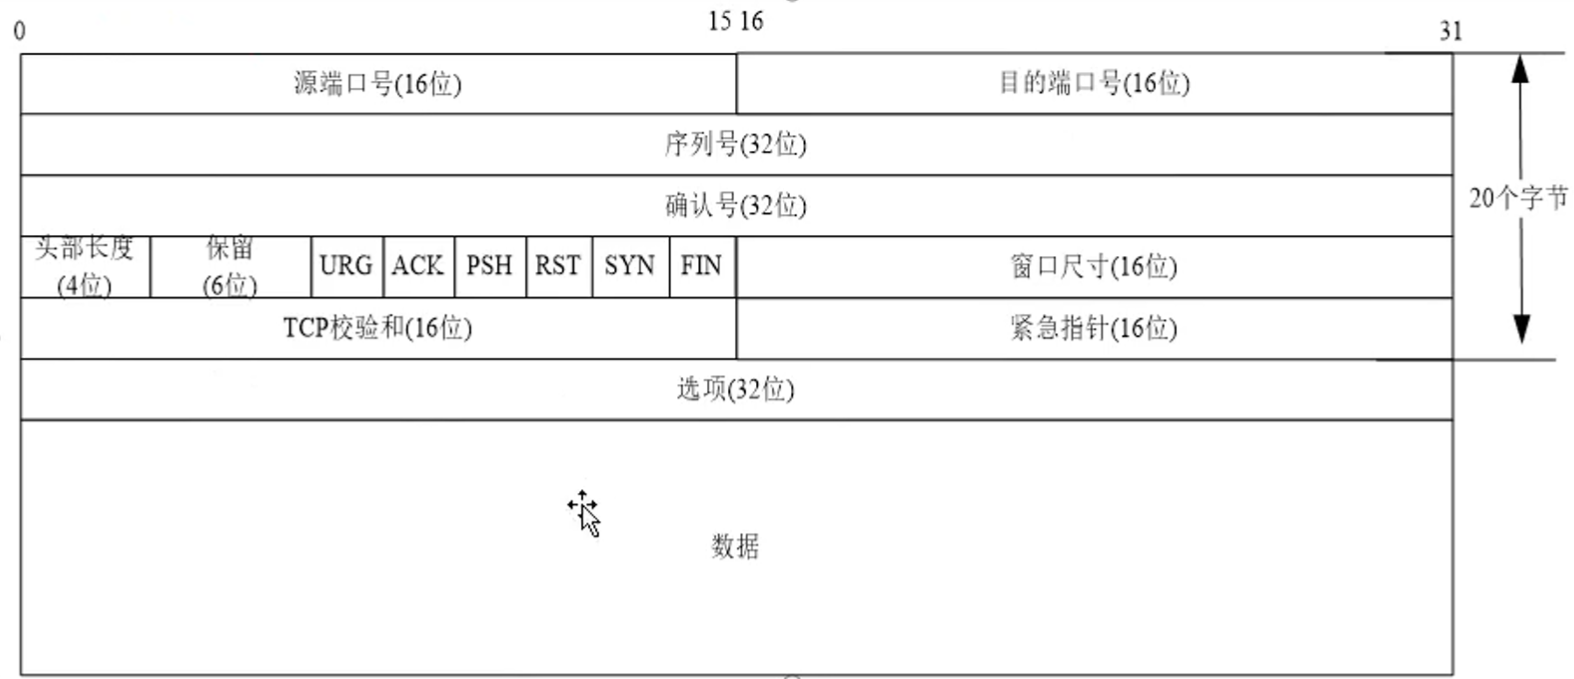 0
15 16
31
源端口号(16位)
目的端口号(16位)
序列号(32位)
确认号(32位)
20个字节
头部长度
(4位)
保留
(6位)
URG
ACK
PSH
RST
SYN
FIN
窗口尺寸(16位)
TCP校验和(16位)
紧急指针(16位)
选项(32位)
数据